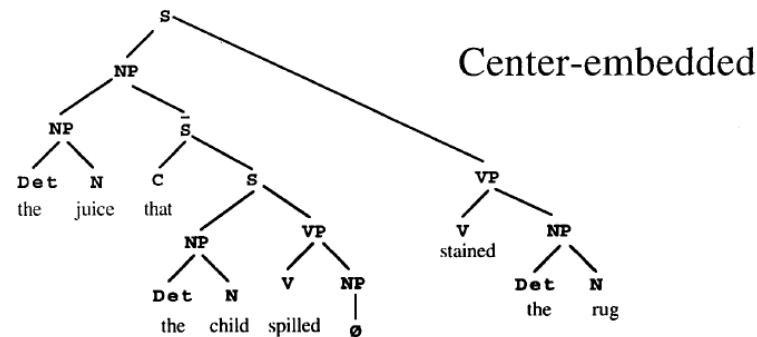 S
Center-embedded
NP
NP S̄
VP
Det N C S
the juice that
V NP
stained
NP VP
Det N V NP Det N
the child spilled Ø the rug